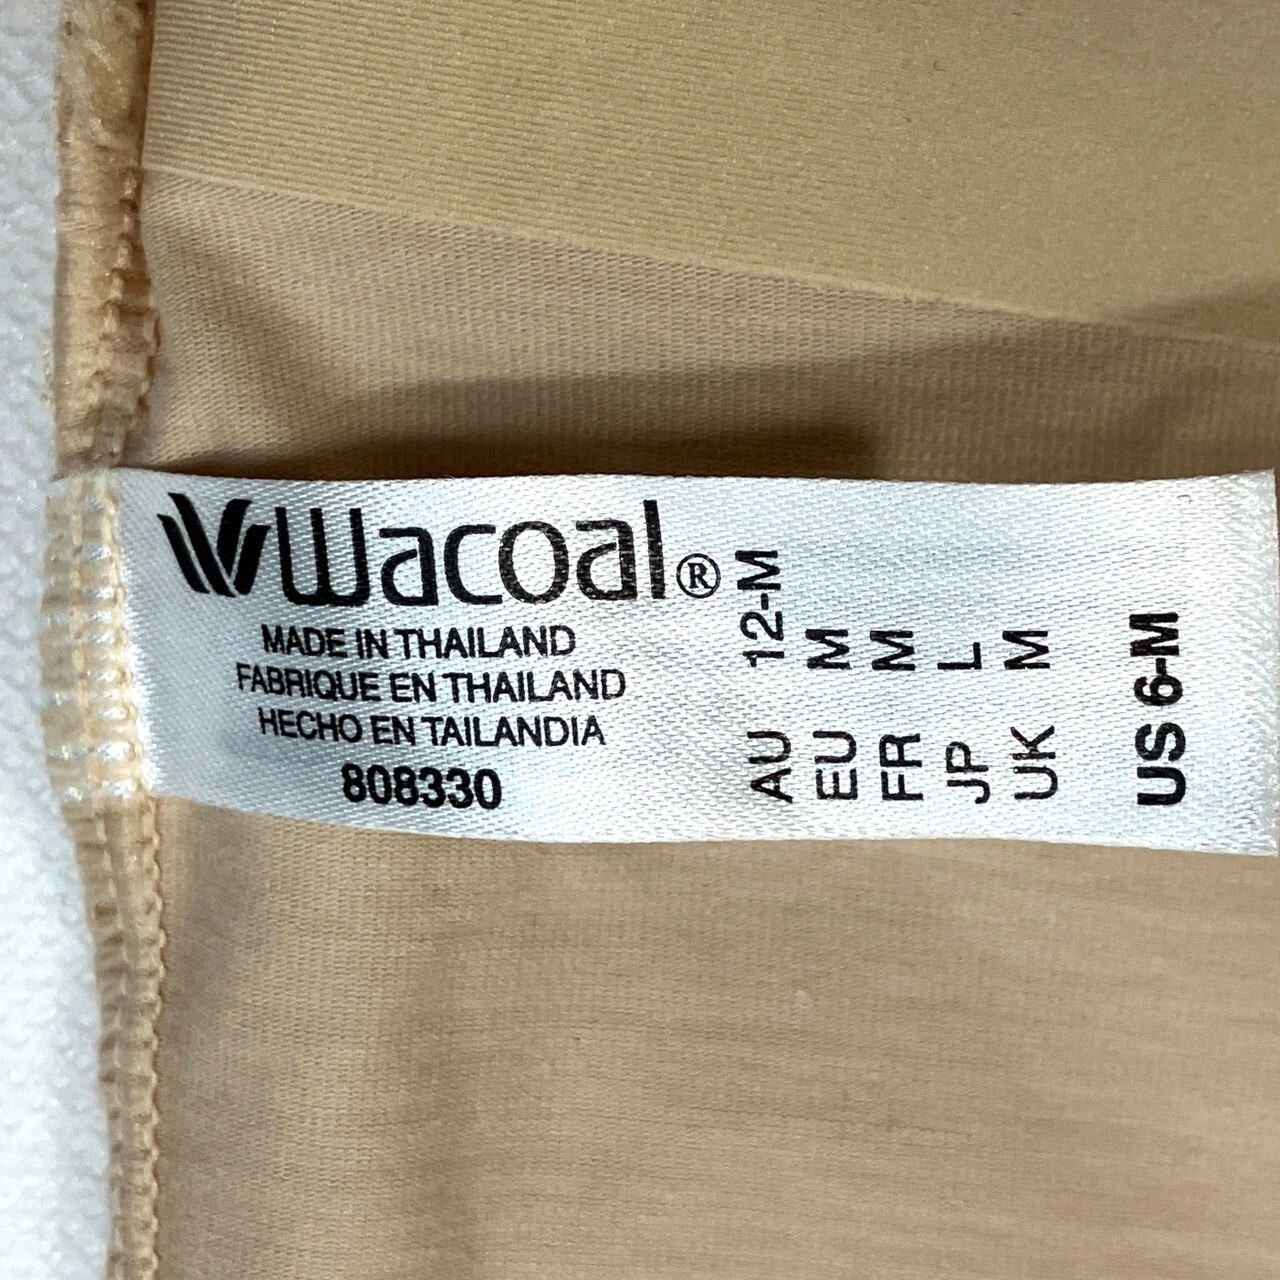 Wacoal®
MADE IN THAILAND
FABRIQUE EN THAILAND
HECHO EN TAILANDIA
808330
AU 12-M
EU M
FR M
JP L
UK M
US 6-M